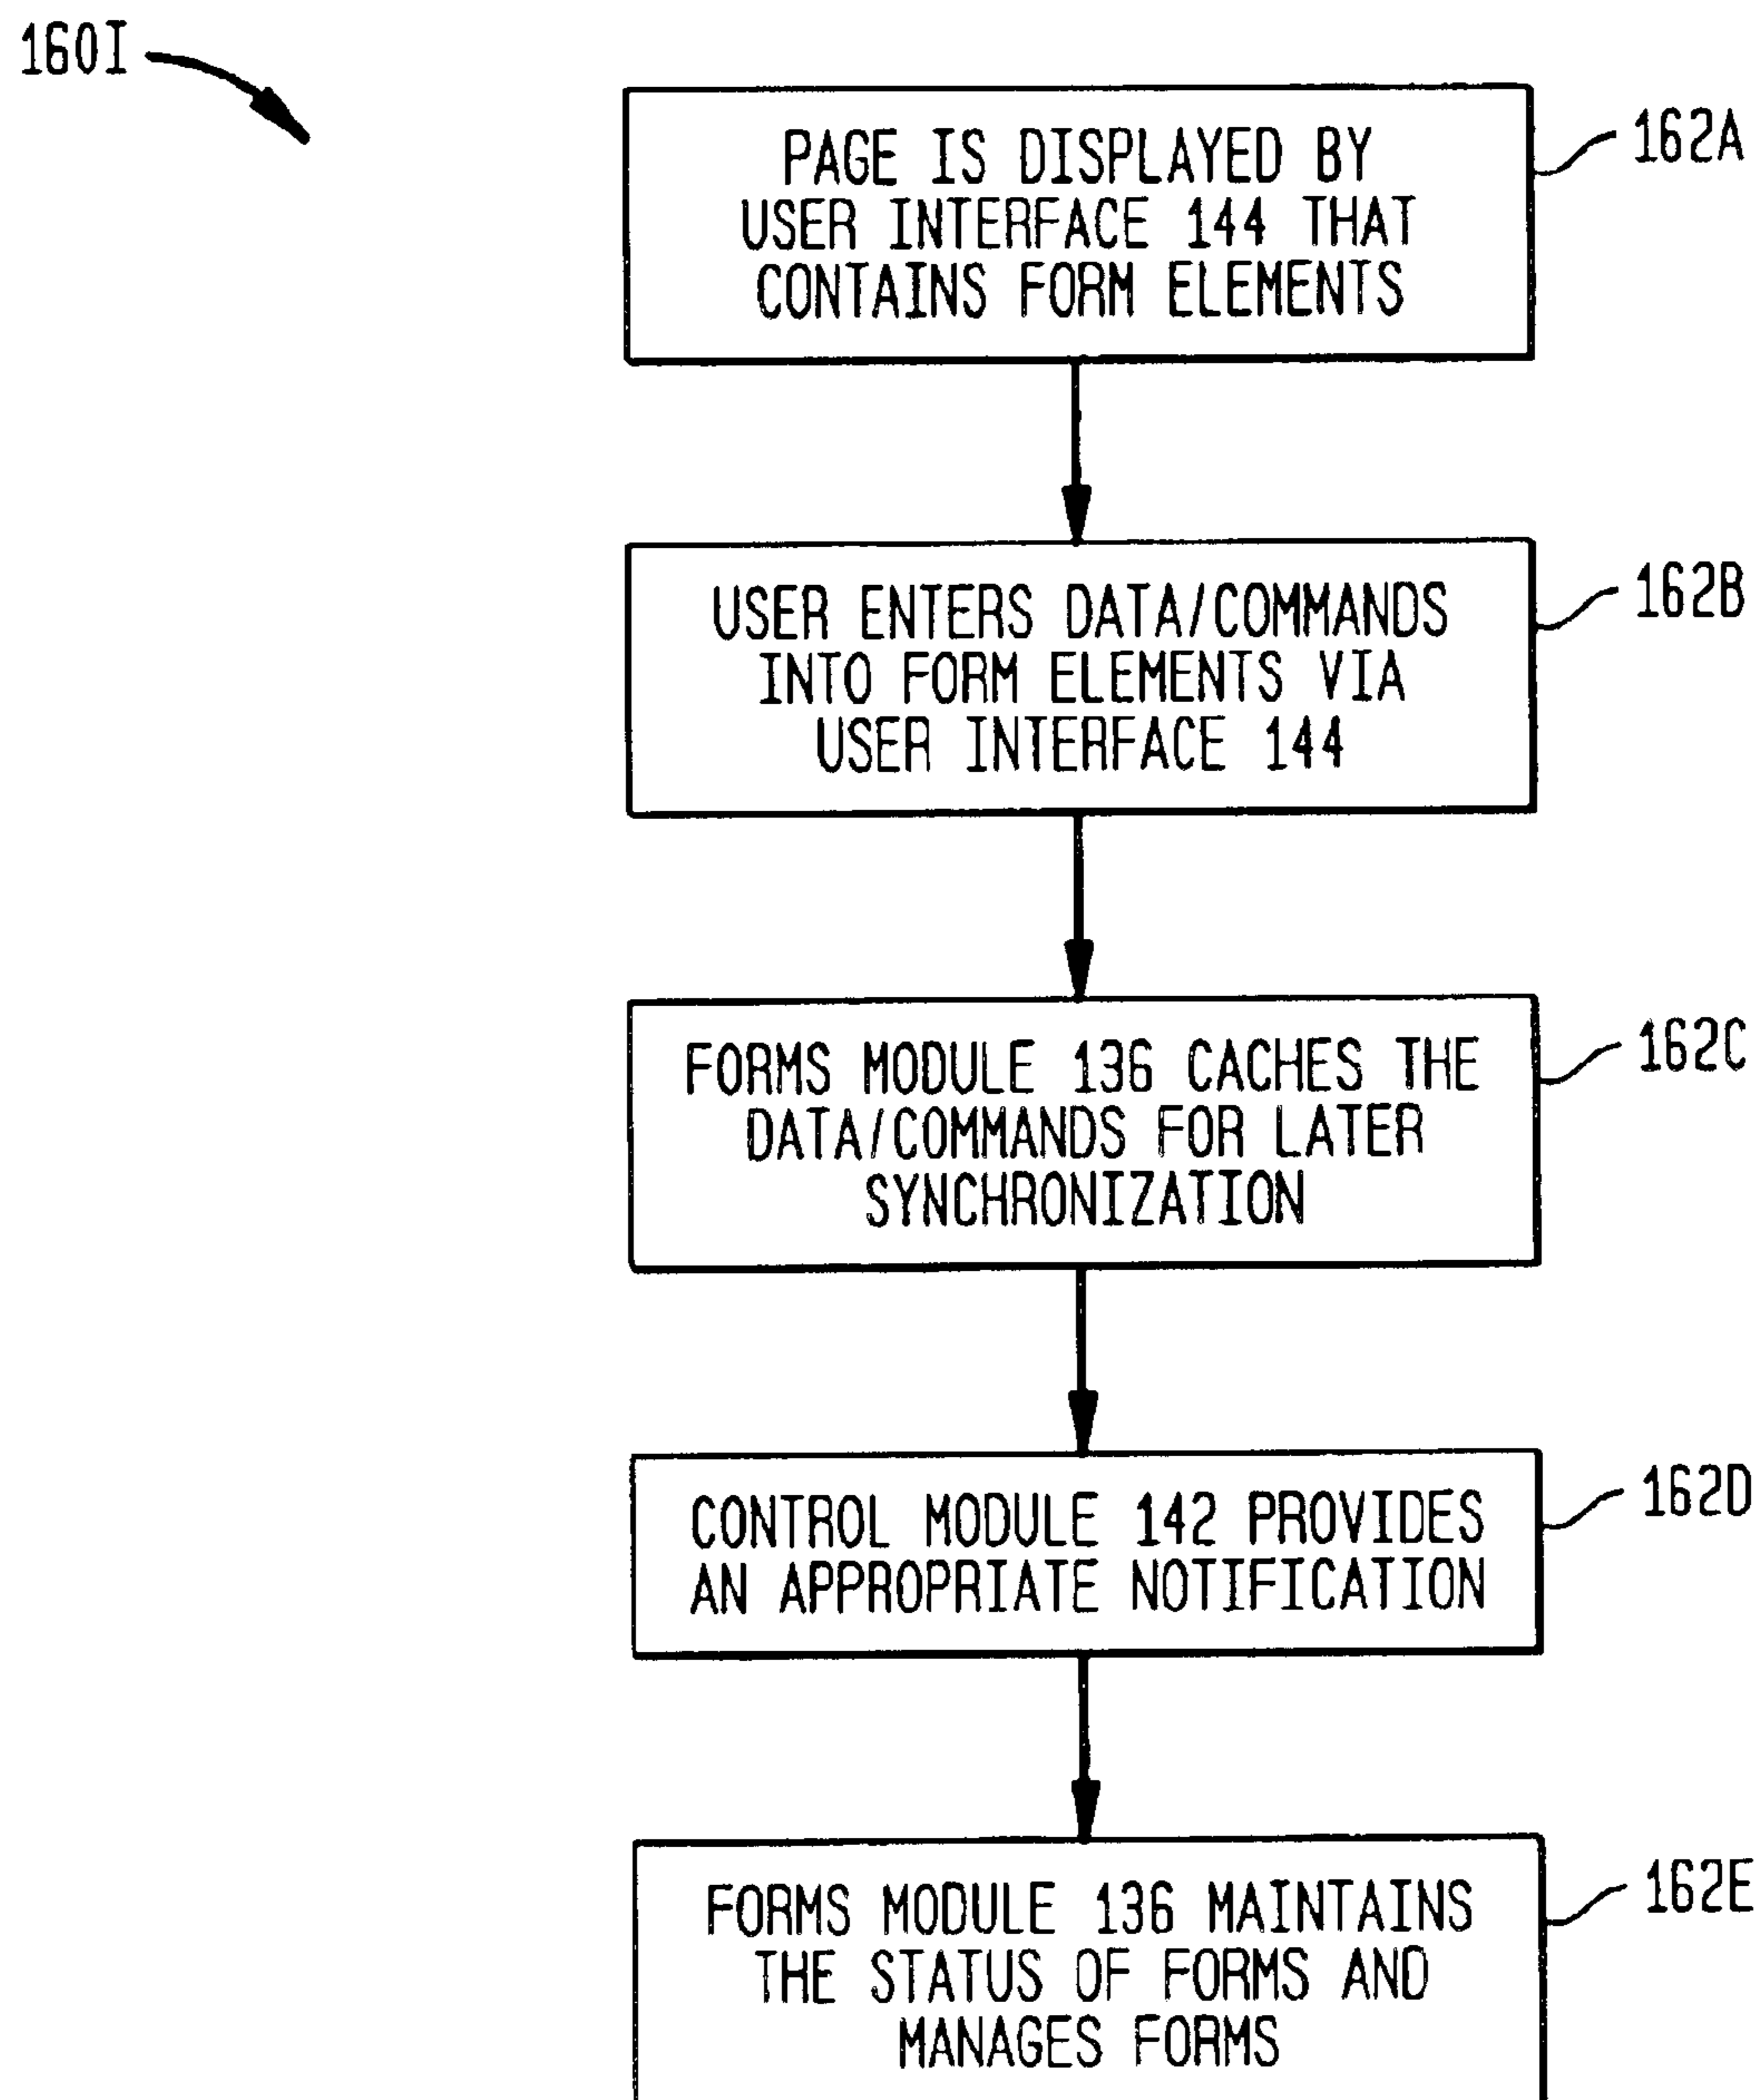 160I
PAGE IS DISPLAYED BY
USER INTERFACE 144 THAT
CONTAINS FORM ELEMENTS
162A
USER ENTERS DATA/COMMANDS
INTO FORM ELEMENTS VIA
USER INTERFACE 144
162B
FORMS MODULE 136 CACHES THE
DATA/COMMANDS FOR LATER
SYNCHRONIZATION
162C
CONTROL MODULE 142 PROVIDES
AN APPROPRIATE NOTIFICATION
162D
FORMS MODULE 136 MAINTAINS
THE STATUS OF FORMS AND
MANAGES FORMS
162E